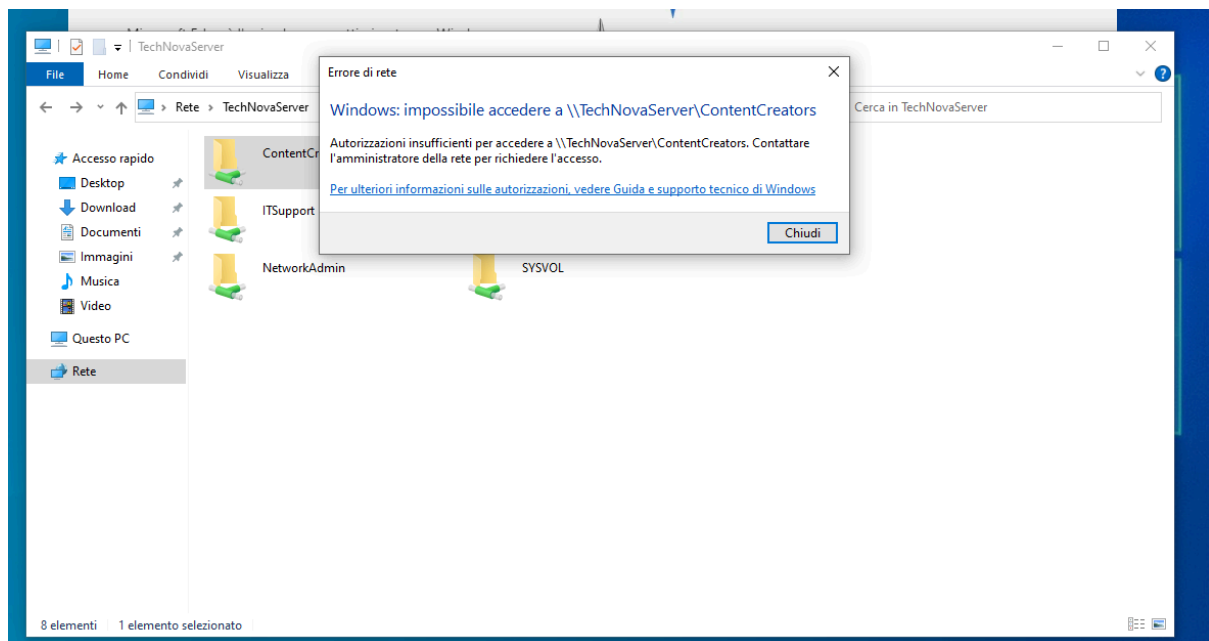 TechNovaServer
File Home Condividi Visualizza
Rete > TechNovaServer
Cerca in TechNovaServer
Errore di rete
Windows: impossibile accedere a \\TechNovaServer\ContentCreators
Autorizzazioni insufficienti per accedere a \\TechNovaServer\ContentCreators. Contattare
l'amministratore della rete per richiedere l'accesso.
Per ulteriori informazioni sulle autorizzazioni, vedere Guida e supporto tecnico di Windows
Chiudi
Accesso rapido
Desktop
Download
Documenti
Immagini
Musica
Video
Questo PC
Rete
ContentCr
ITSupport
NetworkAdmin
SYSVOL
8 elementi 1 elemento selezionato